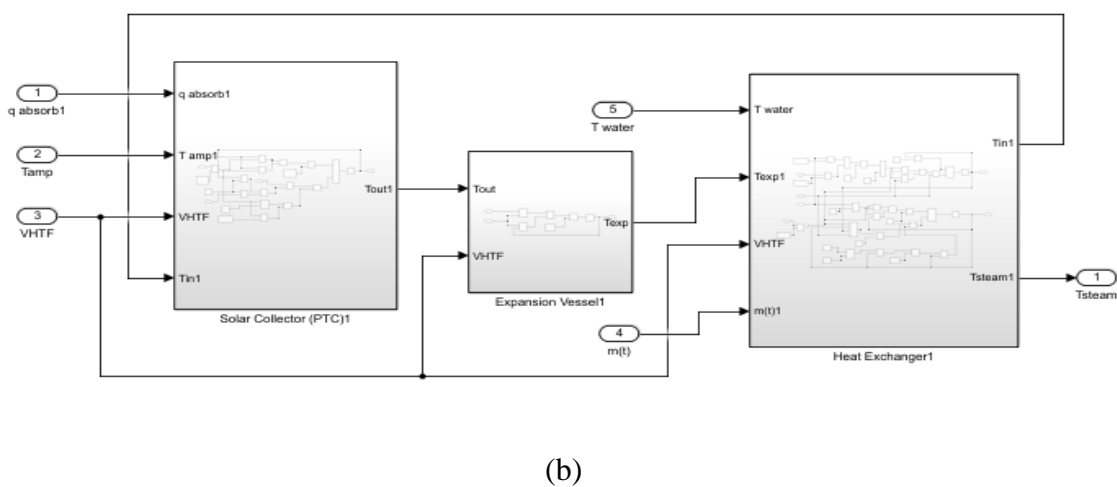 1
q absorb1
2
Tamp
3
VHTF
q absorb1
T amp1
VHTF
Tin1
Tout1
Solar Collector (PTC)1
Tout
VHTF
Texp
Expansion Vessel1
5
T water
4
m(t)
T water
Texp1
VHTF
m(t)1
Tin1
Tsteam1
Heat Exchanger1
1
Tsteam
(b)